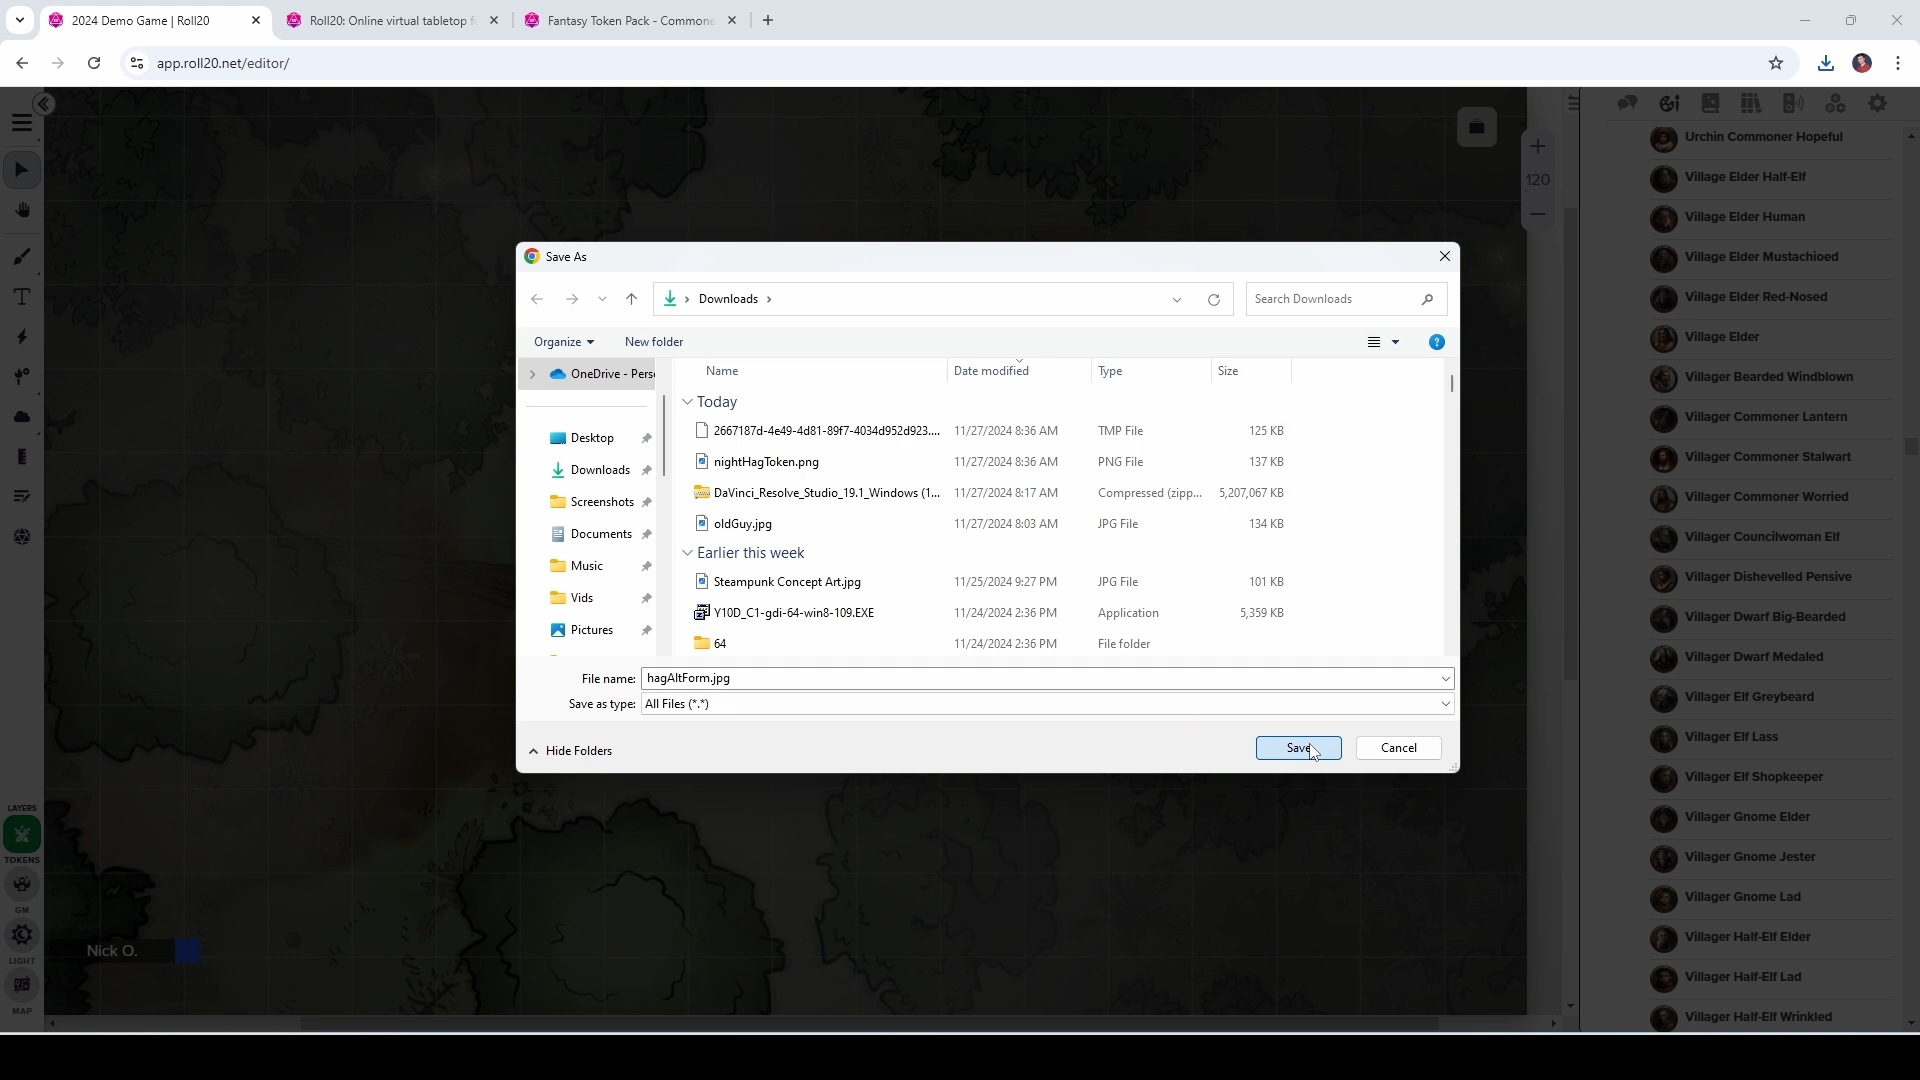 2024 Demo Game | Roll20
Roll20: Online virtual tabletop f
Fantasy Token Pack - Commone
app.roll20.net/editor/
120
LAYERS
TOKENS
GM
LIGHT
MAP
Nick O.
Save As
Downloads
Search Downloads
Organize
New folder
OneDrive - Perso
Desktop
Downloads
Screenshots
Documents
Music
Vids
Pictures
Name Date modified Type Size
Today
2667187d-4e49-4d81-89f7-4034d952d923.... 11/27/2024 8:36 AM TMP File 125 KB
nightHagToken.png 11/27/2024 8:36 AM PNG File 137 KB
DaVinci_Resolve_Studio_19.1_Windows (1... 11/27/2024 8:17 AM Compressed (zipp... 5,207,067 KB
oldGuy.jpg 11/27/2024 8:03 AM JPG File 134 KB
Earlier this week
Steampunk Concept Art.jpg 11/25/2024 9:27 PM JPG File 101 KB
Y10D_C1-gdi-64-win8-109.EXE 11/24/2024 2:36 PM Application 5,359 KB
64 11/24/2024 2:36 PM File folder
File name: hagAltForm.jpg
Save as type: All Files (*.*)
Hide Folders
Save
Cancel
Urchin Commoner Hopeful
Village Elder Half-Elf
Village Elder Human
Village Elder Mustachioed
Village Elder Red-Nosed
Village Elder
Villager Bearded Windblown
Villager Commoner Lantern
Villager Commoner Stalwart
Villager Commoner Worried
Villager Councilwoman Elf
Villager Dishevelled Pensive
Villager Dwarf Big-Bearded
Villager Dwarf Medaled
Villager Elf Greybeard
Villager Elf Lass
Villager Elf Shopkeeper
Villager Gnome Elder
Villager Gnome Jester
Villager Gnome Lad
Villager Half-Elf Elder
Villager Half-Elf Lad
Villager Half-Elf Wrinkled